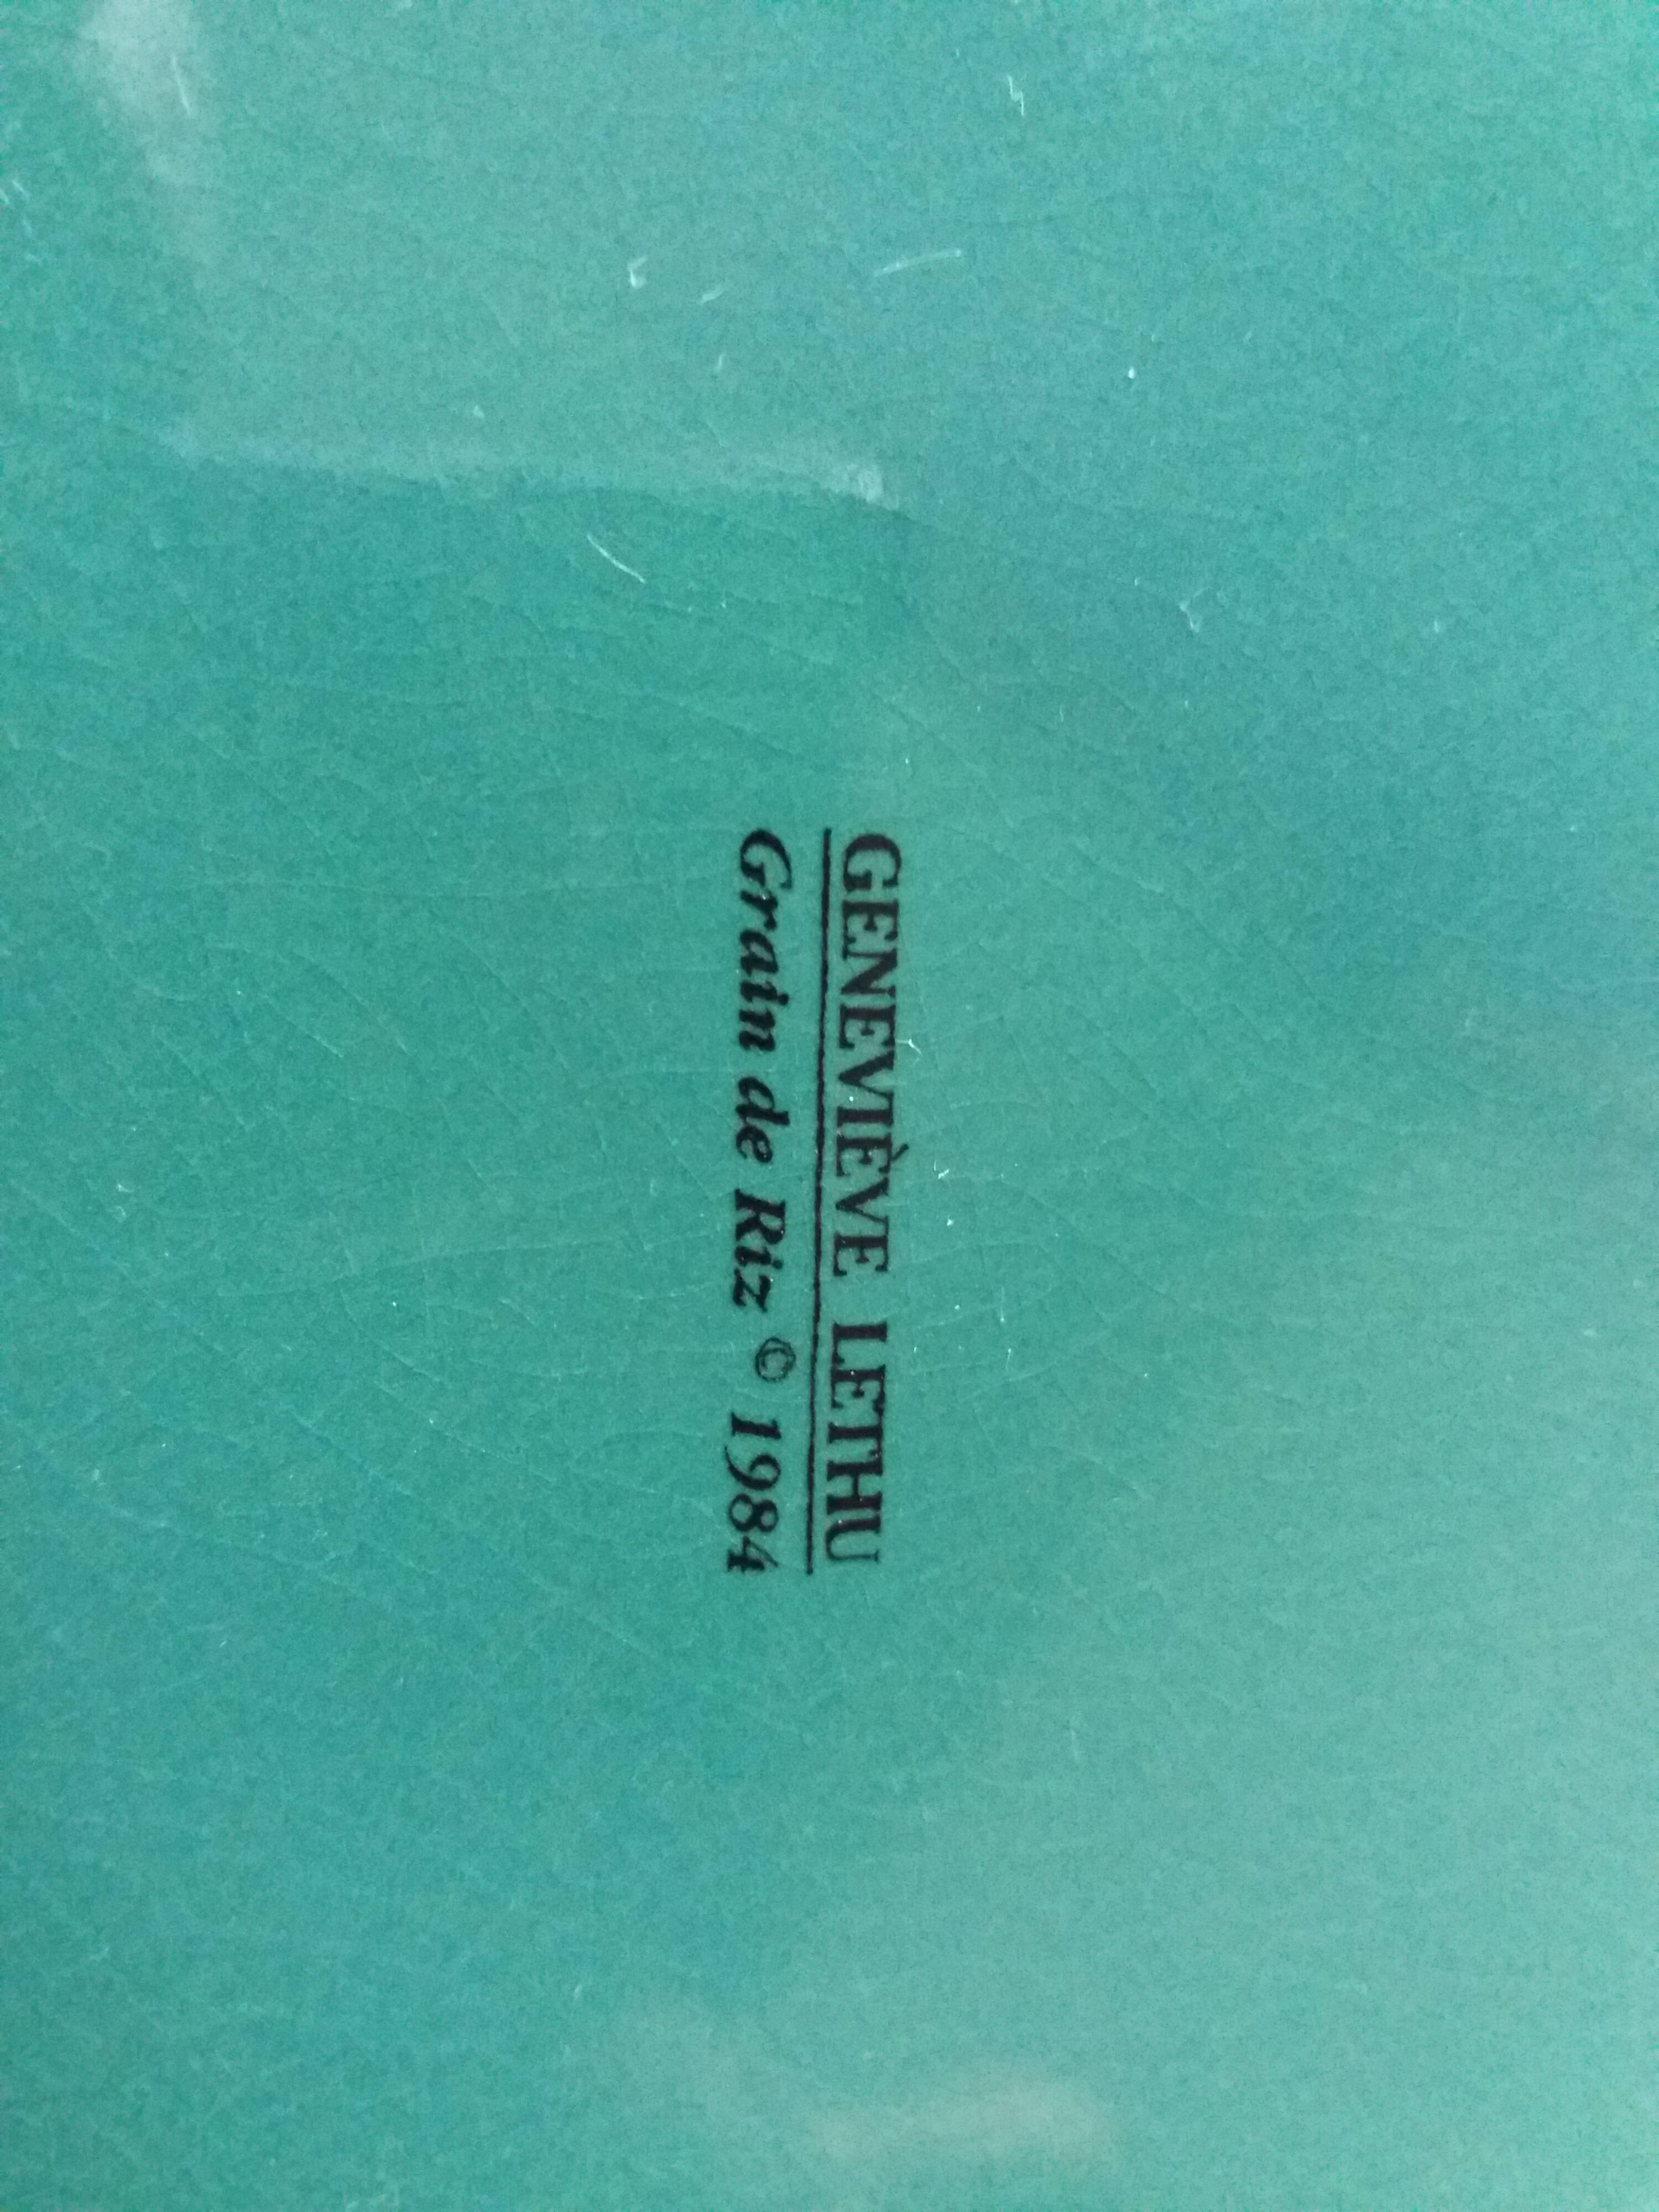 GENEVIÈVE LETHU
Grain de Riz © 1984